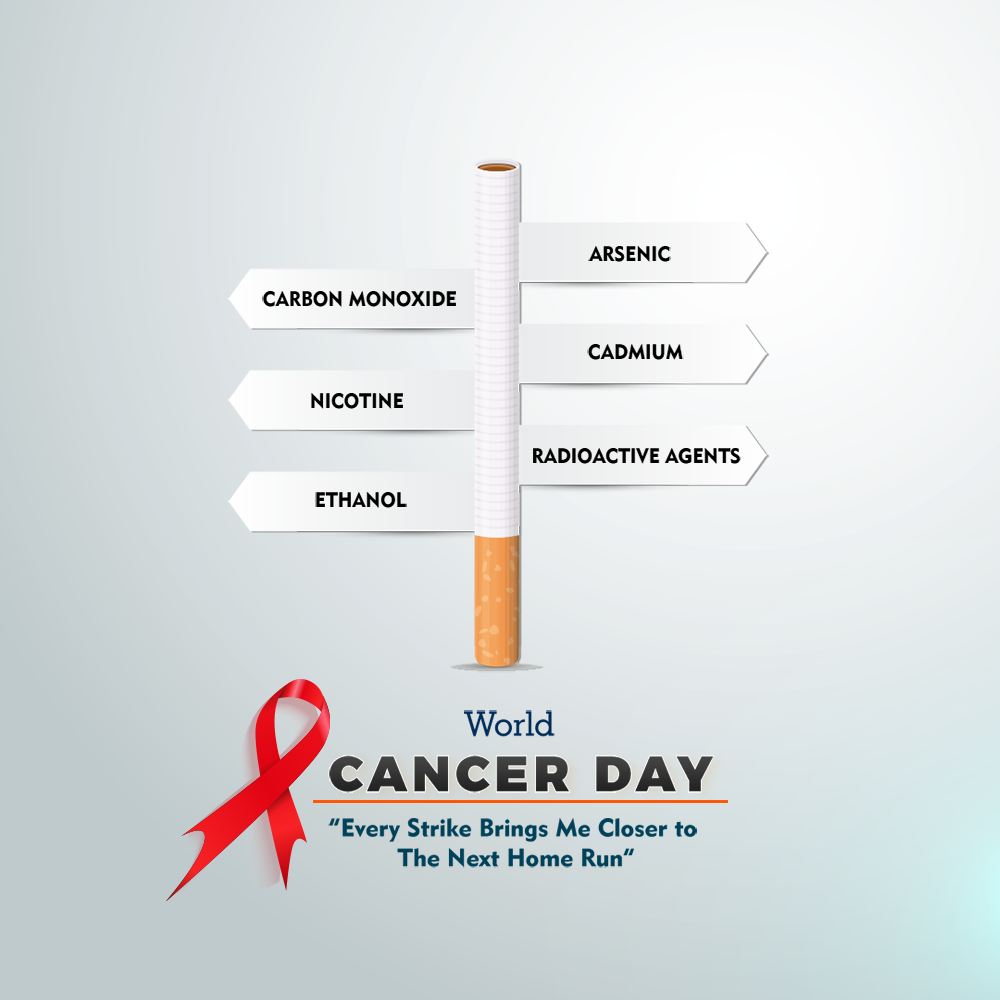 ARSENIC
CARBON MONOXIDE
CADMIUM
NICOTINE
RADIOACTIVE AGENTS
ETHANOL
World
CANCER DAY
“Every Strike Brings Me Closer to
The Next Home Run“